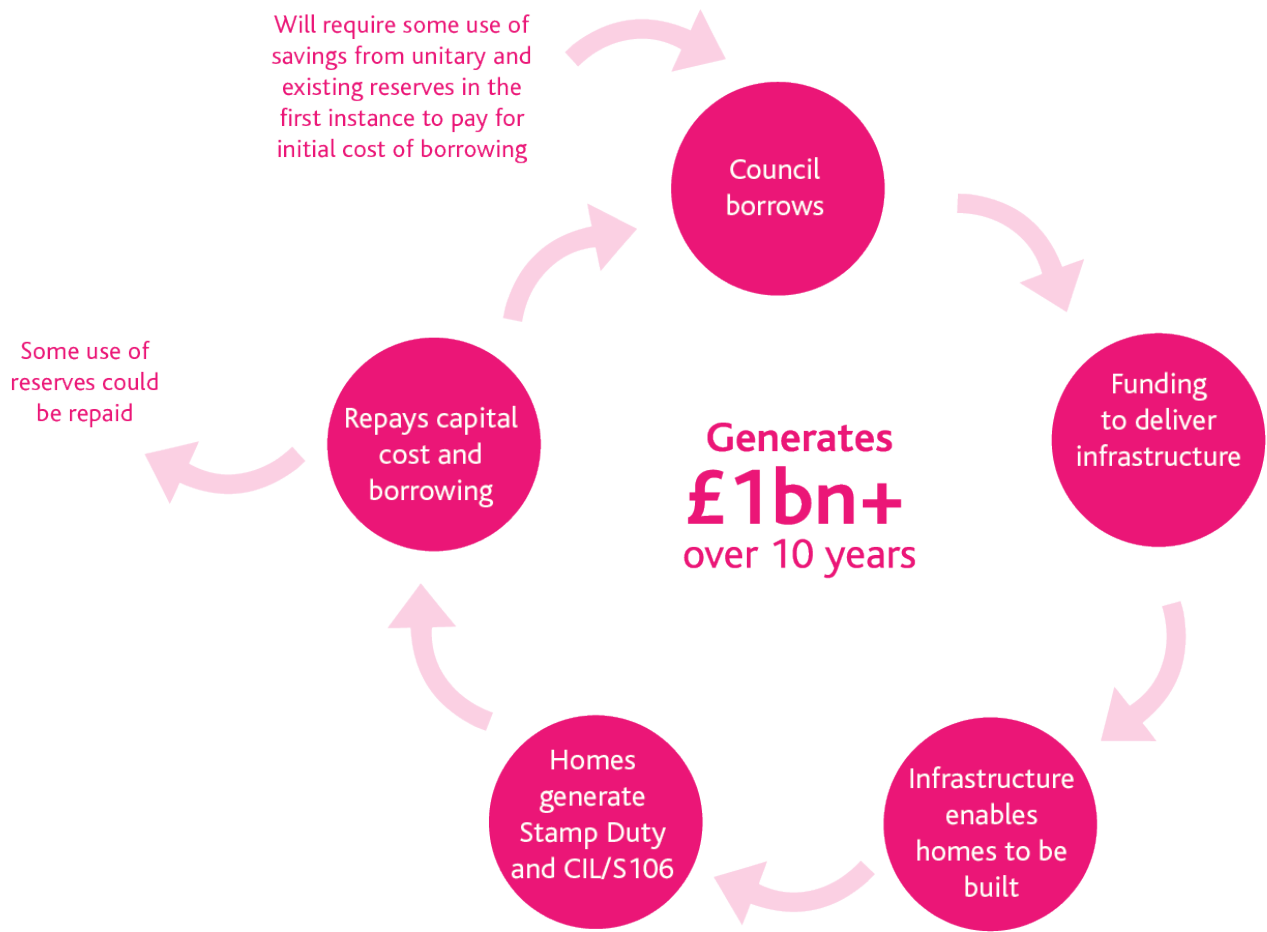 Will require some use of
savings from unitary and
existing reserves in the
first instance to pay for
initial cost of borrowing
Council
borrows
Funding
to deliver
infrastructure
Infrastructure
enables
homes to be
built
Homes
generate
Stamp Duty
and CIL/S106
Repays capital
cost and
borrowing
Some use of
reserves could
be repaid
Generates
£1bn+
over 10 years